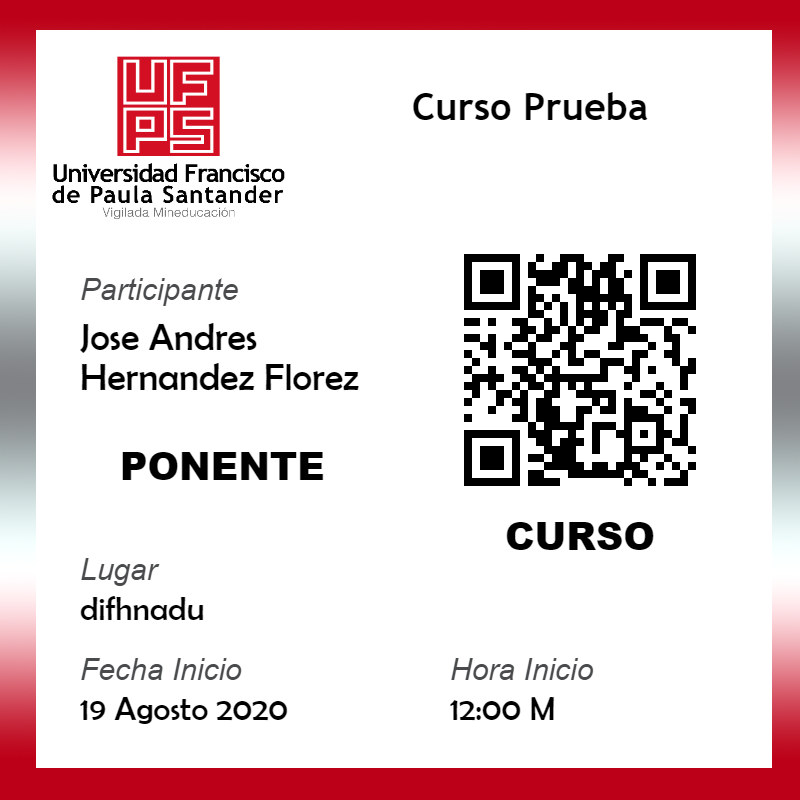 UFPS
Universidad Francisco
de Paula Santander
Vigilada Mineducación
Curso Prueba
Participante
Jose Andres
Hernandez Florez
PONENTE
CURSO
Lugar
difhnadu
Fecha Inicio
19 Agosto 2020
Hora Inicio
12:00 M